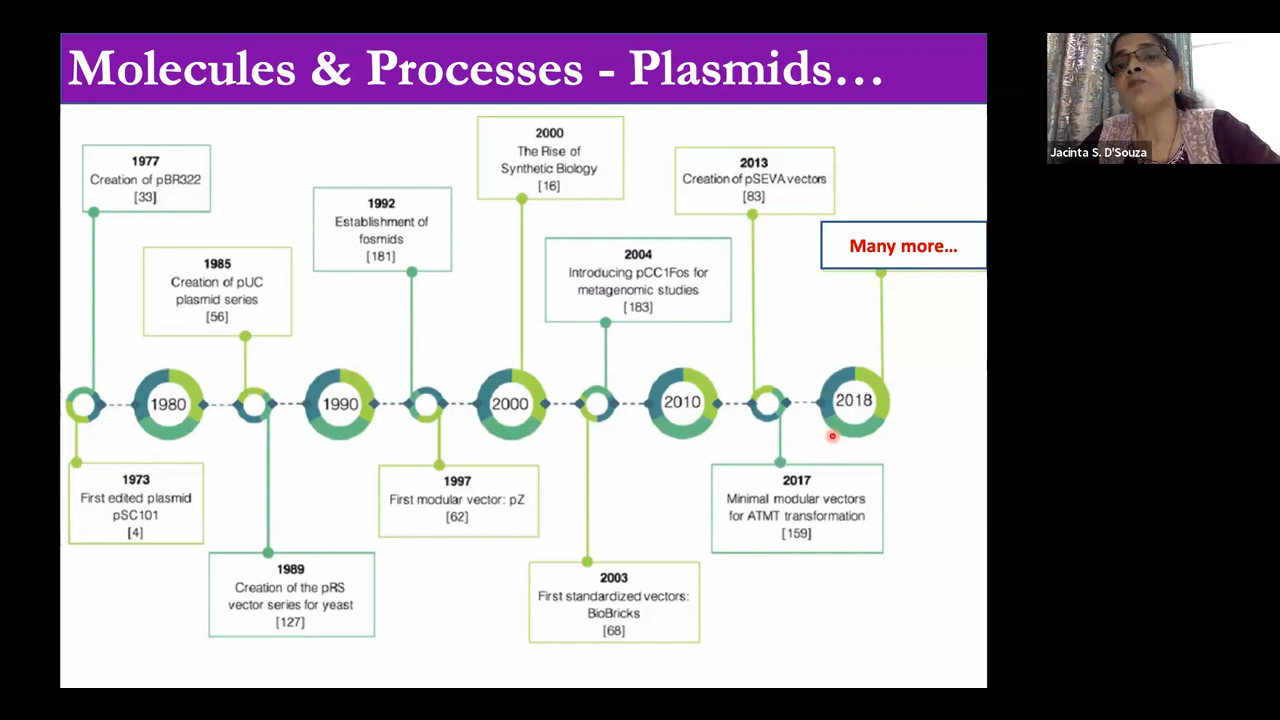 Molecules & Processes - Plasmids...
Jacinta S. D'Souza
1977
Creation of pBR322
[33]
1985
Creation of pUC
plasmid series
[56]
1992
Establishment of
fosmids
[181]
2000
The Rise of
Synthetic Biology
[16]
2004
Introducing pCC1Fos for
metagenomic studies
[183]
2013
Creation of pSEVA vectors
[83]
Many more...
1980
1990
2000
2010
2018
1973
First edited plasmid
pSC101
[4]
1989
Creation of the pRS
vector series for yeast
[127]
1997
First modular vector: pZ
[62]
2003
First standardized vectors:
BioBricks
[68]
2017
Minimal modular vectors
for ATMT transformation
[159]